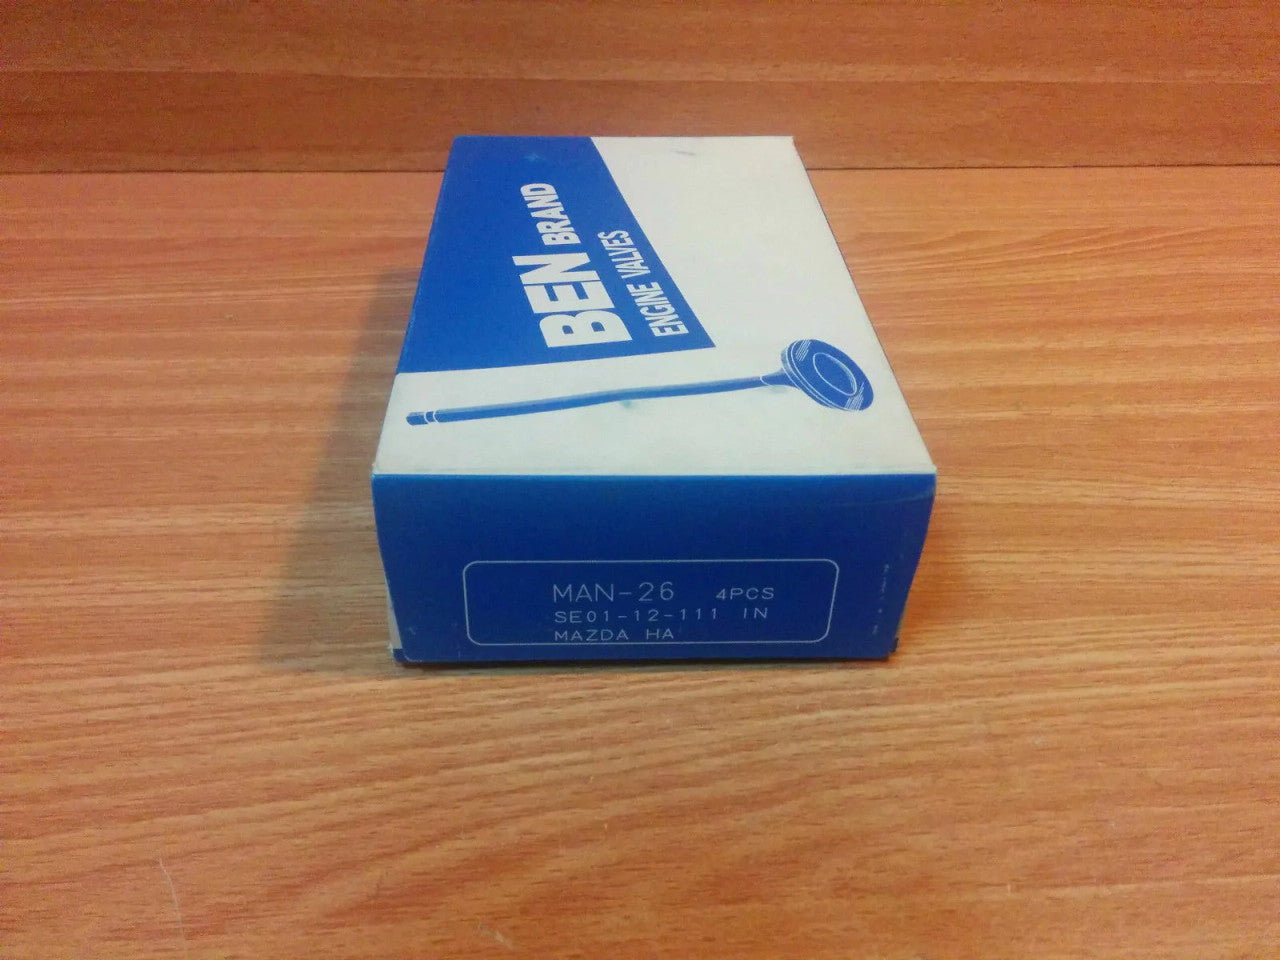 BEN BRAND
ENGINE VALVES
MAN-26 4PCS
SE01-12-111 IN
MAZDA HA